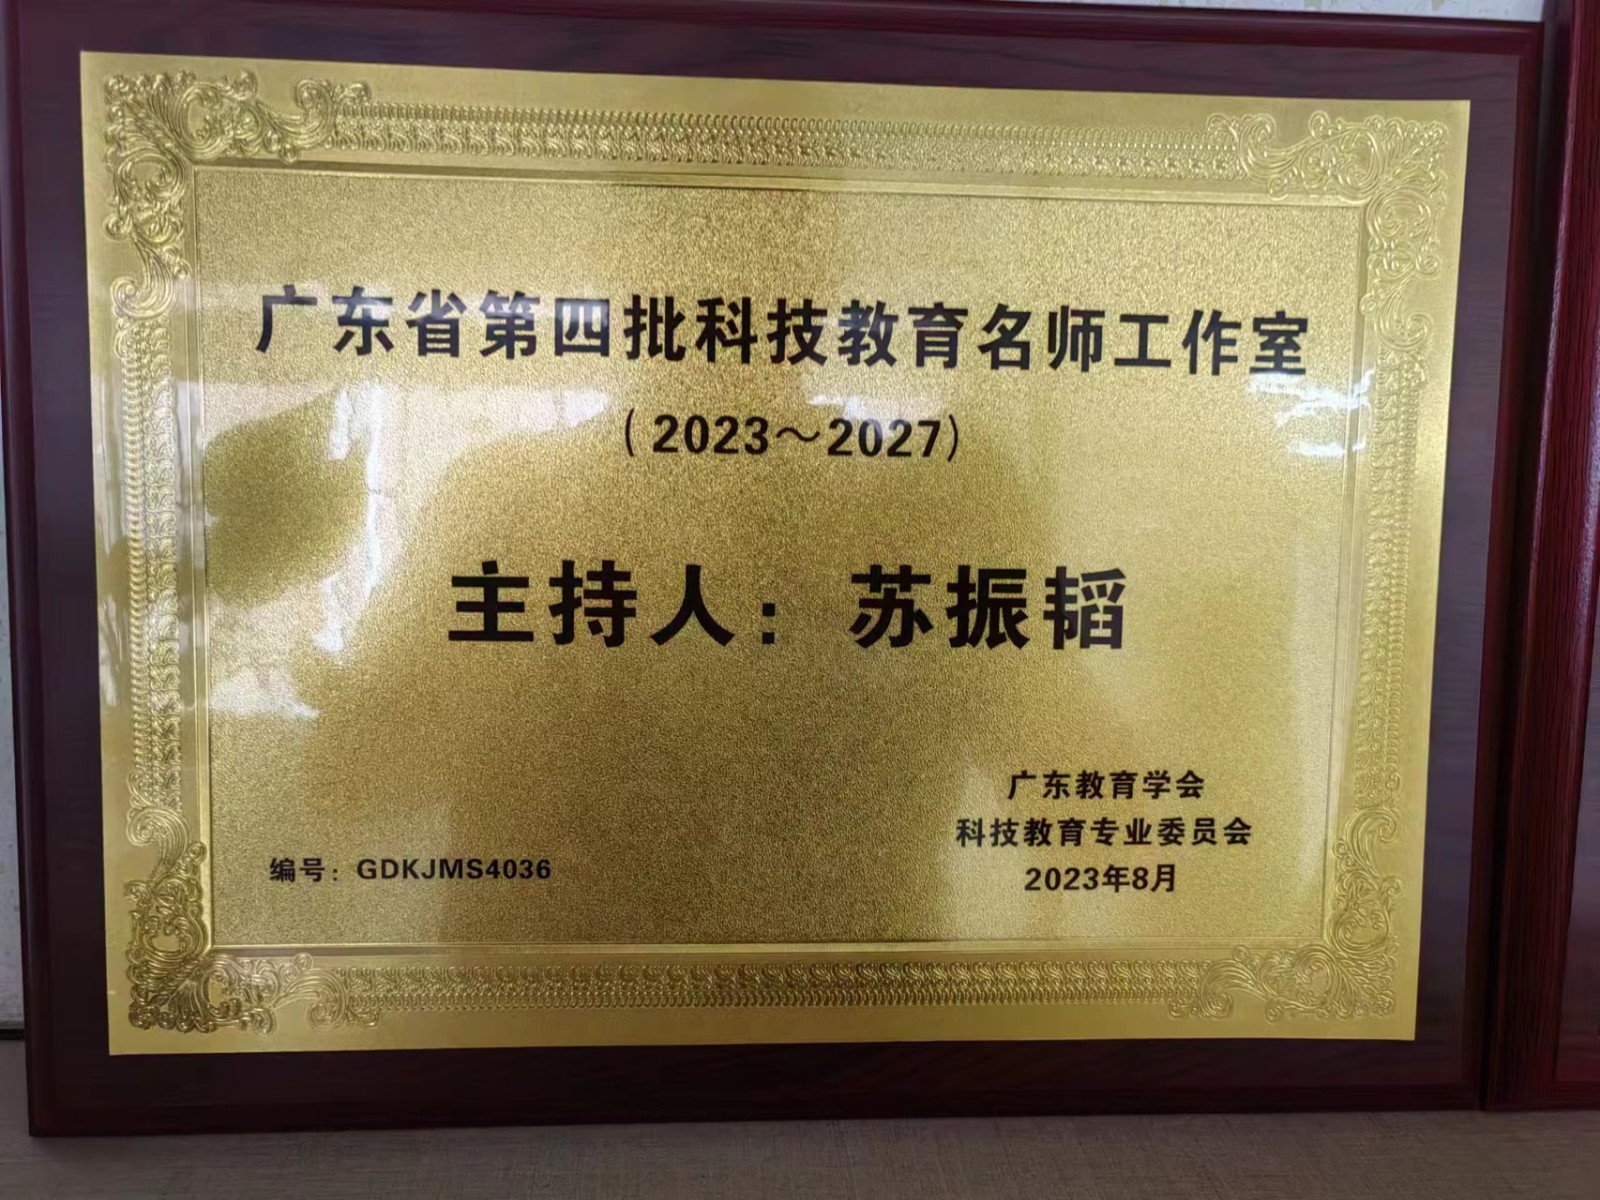 广东省第四批科技教育名师工作室
（2023～2027）
主持人：苏振韬
广东教育学会
科技教育专业委员会
2023年8月
编号：GDKJMS4036